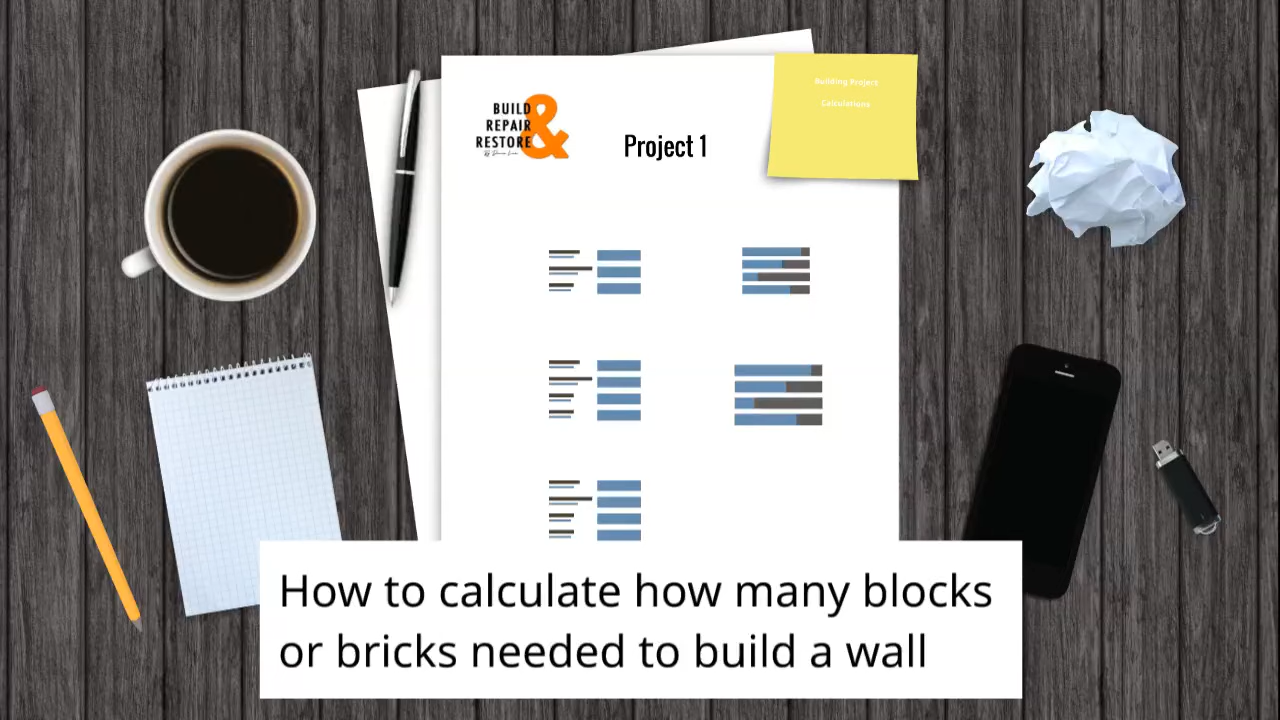 BUILD
REPAIR
RESTORE
&
Project 1
Building Project
Calculations
How to calculate how many blocks
or bricks needed to build a wall